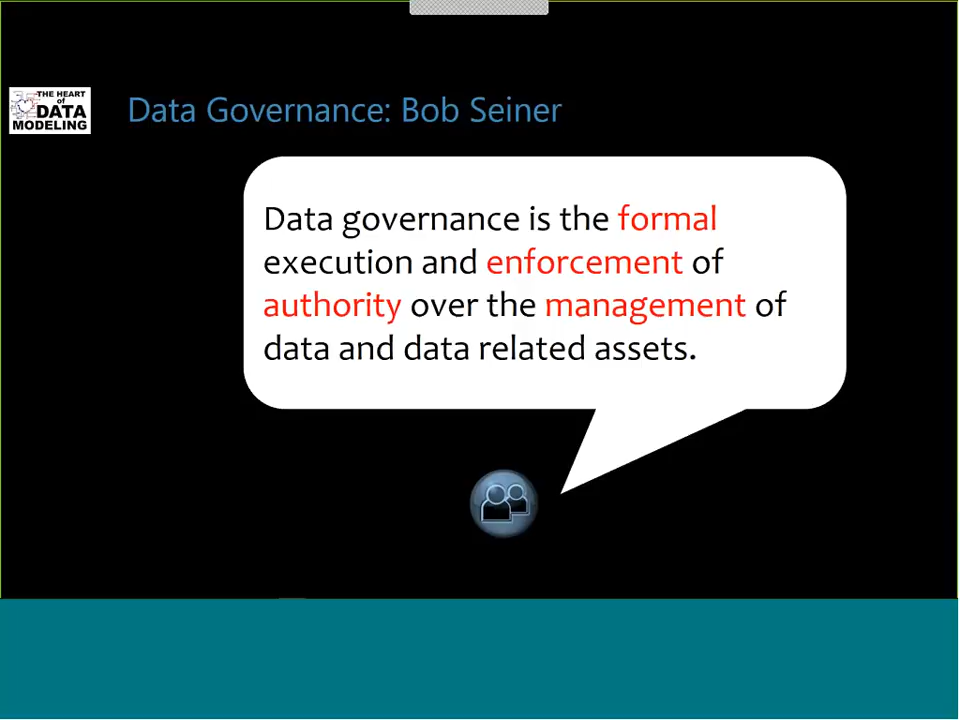 THE HEART
of
DATA
MODELING
Data Governance: Bob Seiner
Data governance is the formal
execution and enforcement of
authority over the management of
data and data related assets.